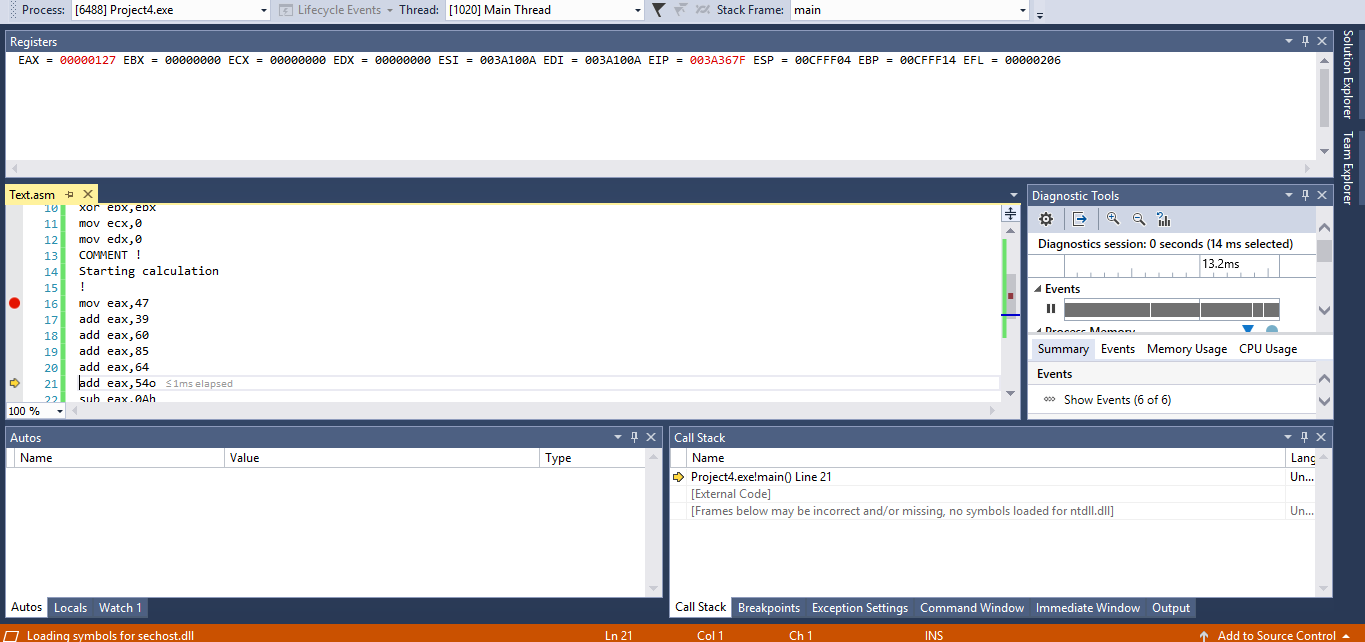 Process: [6488] Project4.exe Lifecycle Events Thread: [1020] Main Thread Stack Frame: main
Registers
EAX = 00000127 EBX = 00000000 ECX = 00000000 EDX = 00000000 ESI = 003A100A EDI = 003A100A EIP = 003A367F ESP = 00CFFF04 EBP = 00CFFF14 EFL = 00000206
Solution Explorer
Team Explorer
Text.asm
10 xor ebx,ebx
11 mov ecx,0
12 mov edx,0
13 COMMENT !
14 Starting calculation
15 !
16 mov eax,47
17 add eax,39
18 add eax,60
19 add eax,85
20 add eax,64
21 add eax,54o ≤1ms elapsed
22 sub eax,0Ah
100 %
Diagnostic Tools
Diagnostics session: 0 seconds (14 ms selected)
13.2ms
Events
Process Memory
Summary Events Memory Usage CPU Usage
Events
Show Events (6 of 6)
Autos
Name Value Type
Autos Locals Watch 1
Call Stack
Name Lang
Project4.exe!main() Line 21 Un...
[External Code]
[Frames below may be incorrect and/or missing, no symbols loaded for ntdll.dll] Un...
Call Stack Breakpoints Exception Settings Command Window Immediate Window Output
Loading symbols for sechost.dll Ln 21 Col 1 Ch 1 INS Add to Source Control